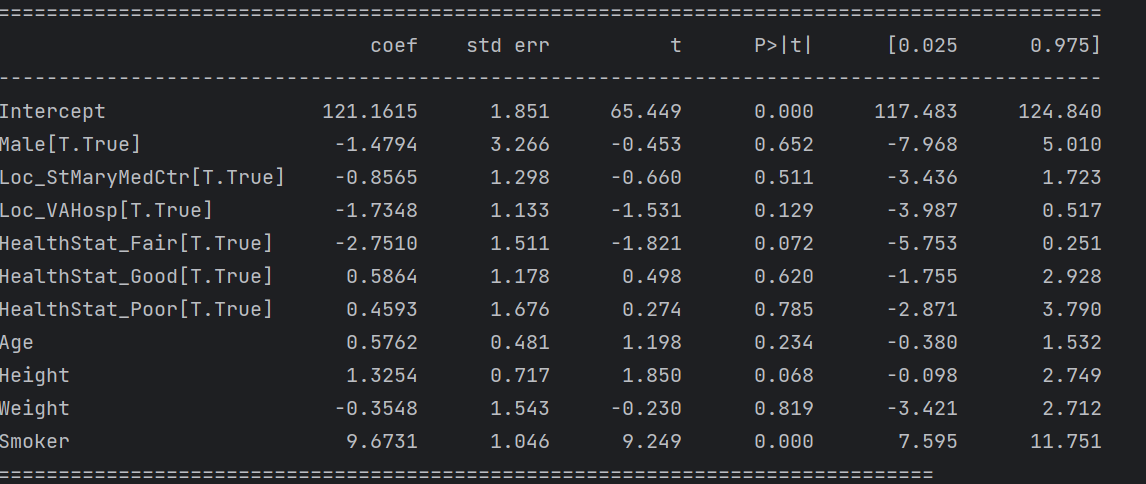 ==============================================================================================
coef std err t P>|t| [0.025 0.975]
----------------------------------------------------------------------------------------------
Intercept 121.1615 1.851 65.449 0.000 117.483 124.840
Male[T.True] -1.4794 3.266 -0.453 0.652 -7.968 5.010
Loc_StMaryMedCtr[T.True] -0.8565 1.298 -0.660 0.511 -3.436 1.723
Loc_VAHosp[T.True] -1.7348 1.133 -1.531 0.129 -3.987 0.517
HealthStat_Fair[T.True] -2.7510 1.511 -1.821 0.072 -5.753 0.251
HealthStat_Good[T.True] 0.5864 1.178 0.498 0.620 -1.755 2.928
HealthStat_Poor[T.True] 0.4593 1.676 0.274 0.785 -2.871 3.790
Age 0.5762 0.481 1.198 0.234 -0.380 1.532
Height 1.3254 0.717 1.850 0.068 -0.098 2.749
Weight -0.3548 1.543 -0.230 0.819 -3.421 2.712
Smoker 9.6731 1.046 9.249 0.000 7.595 11.751
==============================================================================